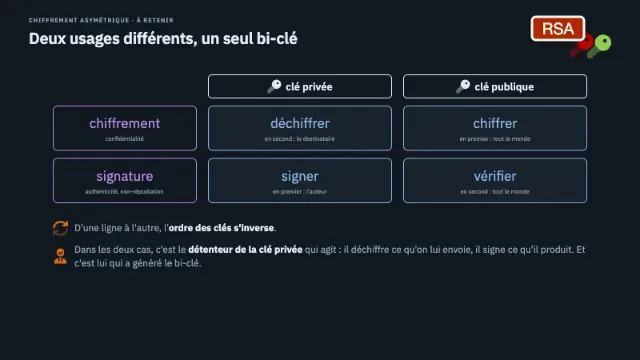 CHIFFREMENT ASYMÉTRIQUE - À RETENIR
Deux usages différents, un seul bi-clé
RSA
clé privée
clé publique
chiffrement
confidentialité
déchiffrer
en second : le destinataire
chiffrer
en premier : tout le monde
signature
authenticité, non-répudiation
signer
en premier : l'auteur
vérifier
en second : tout le monde
D'une ligne à l'autre, l'ordre des clés s'inverse.
Dans les deux cas, c'est le détenteur de la clé privée qui agit : il déchiffre ce qu'on lui envoie, il signe ce qu'il produit. Et
c'est lui qui a généré le bi-clé.